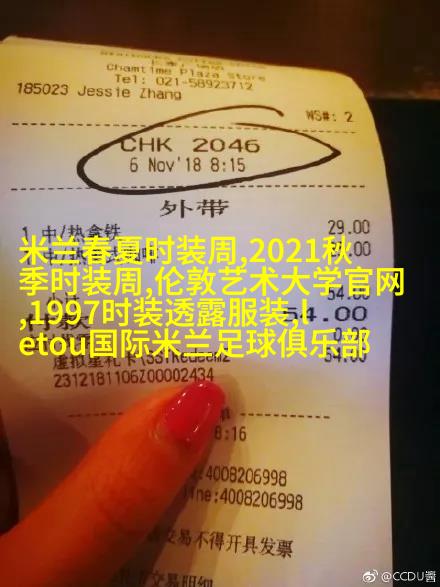 Chamtime Plaza Store
Tel: 021-58923712
185023 Jessie Zhang
WS#: 2
CHK 2046
6 Nov'18 8:15
外带
1 中/热拿铁 29.00
米兰春夏时装周,2021秋
季时装周,伦敦艺术大学官网
,1997时装透露服装,l
etou国际米兰足球俱乐部
54.00
2312181106Z00002434
8:16
:4008206998
line:4008206998
交易不得开具发票
@CCDU酱